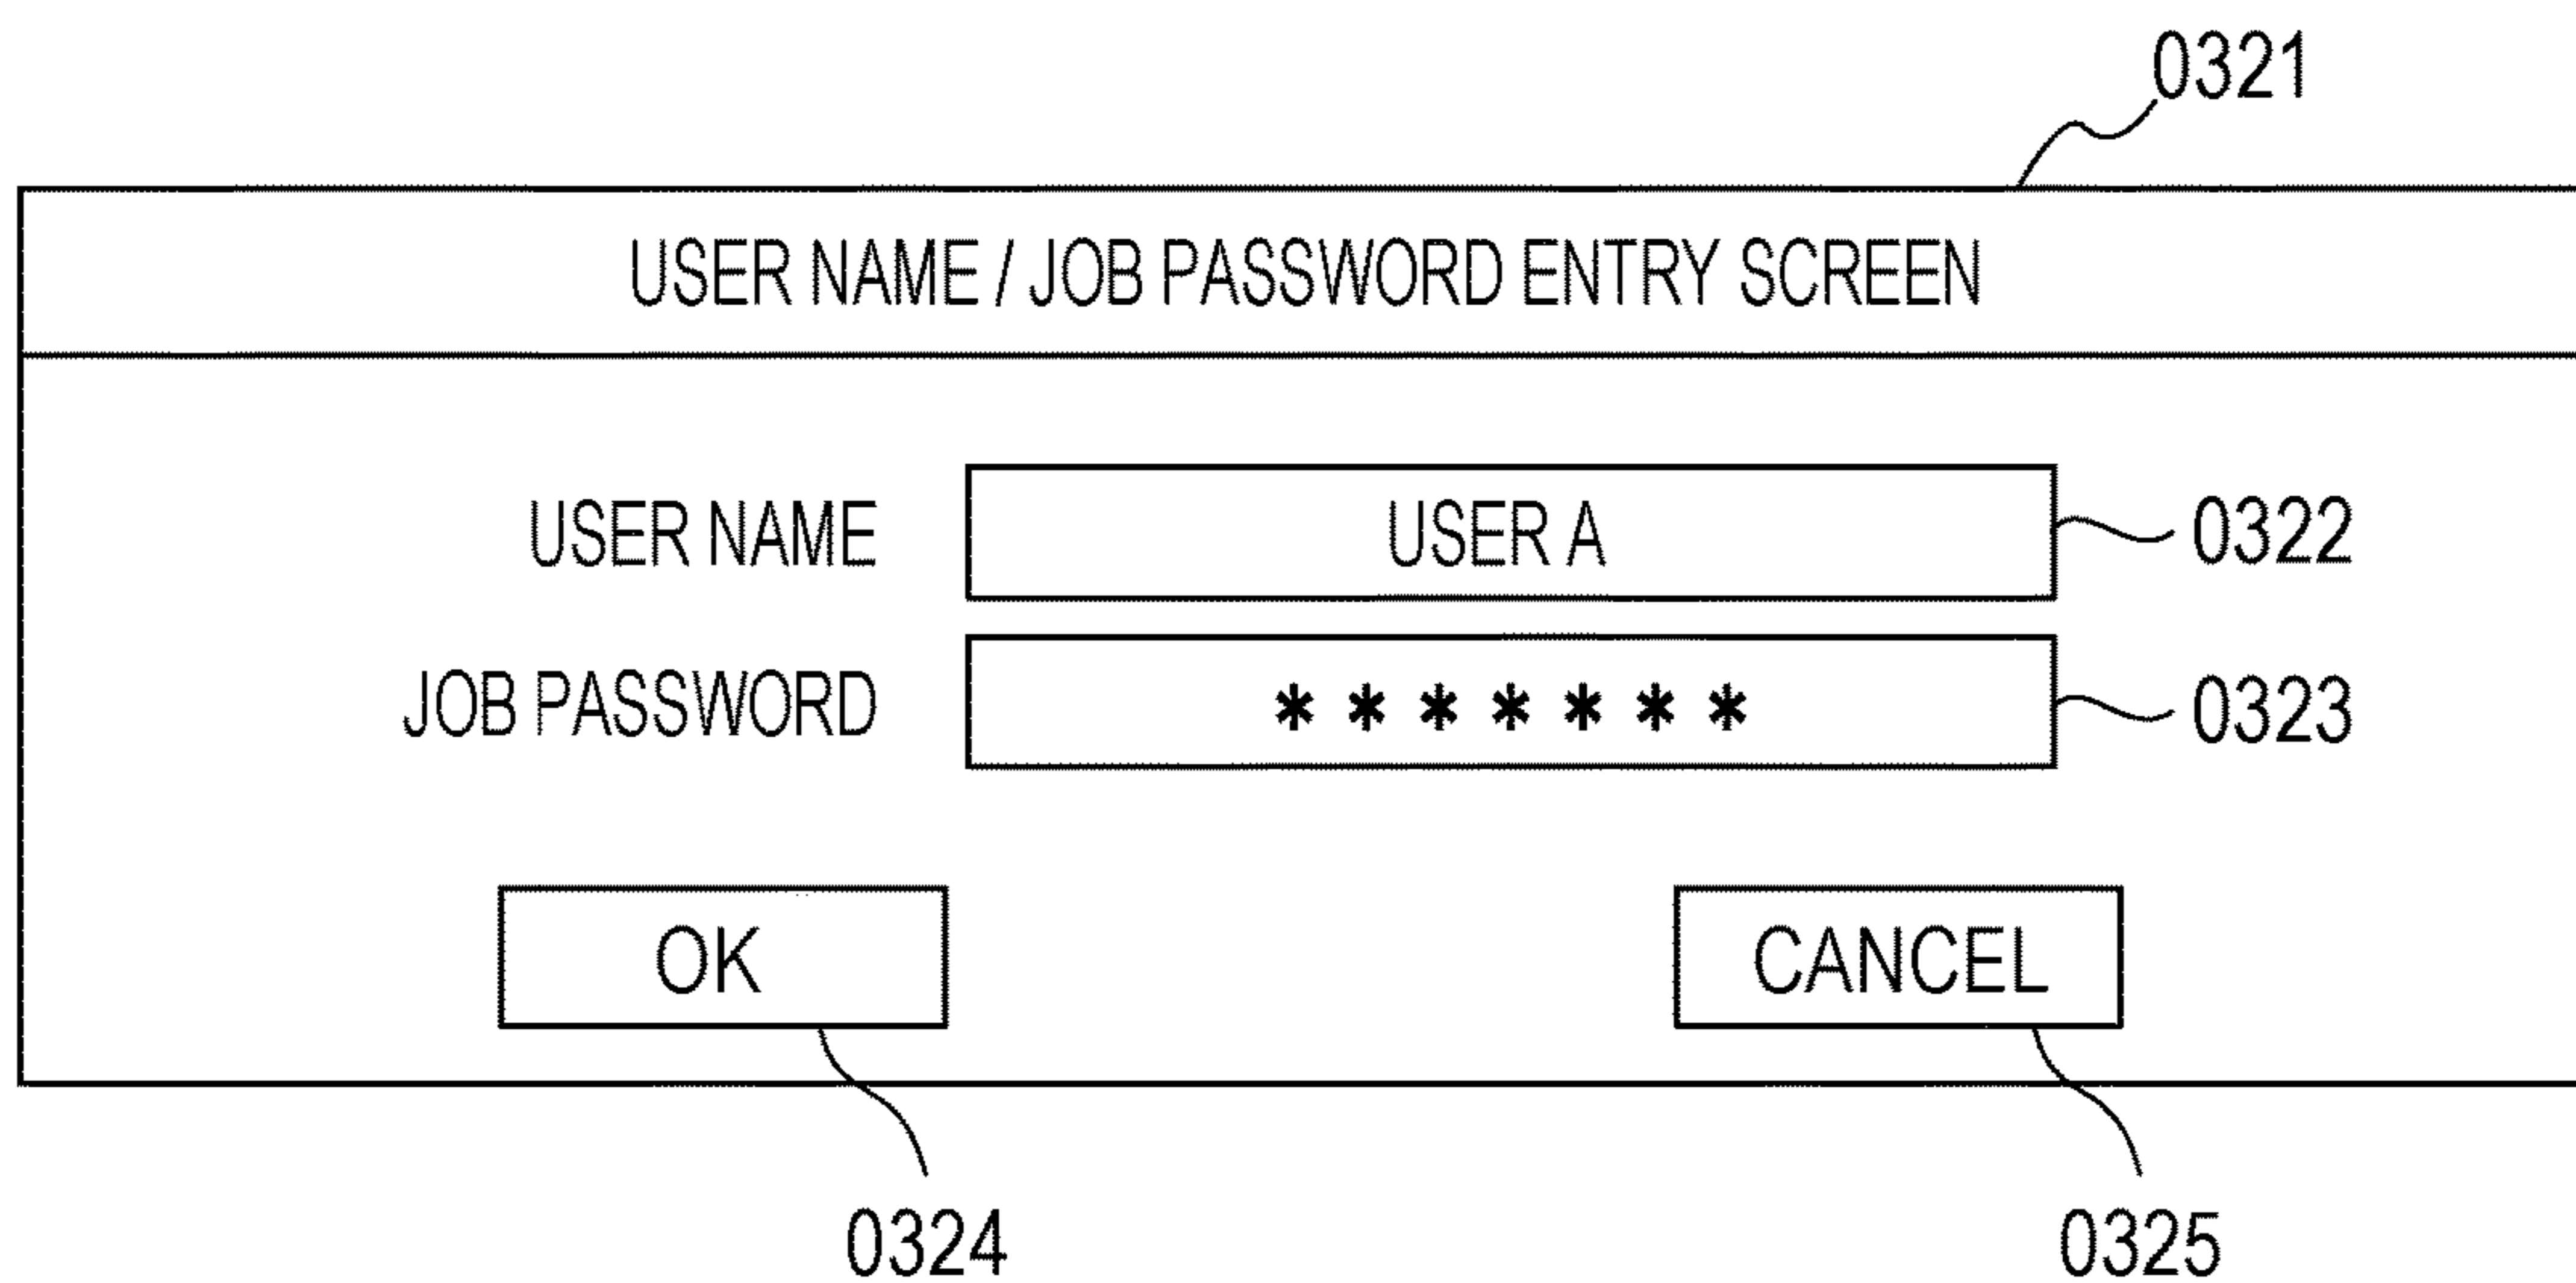 0321
USER NAME / JOB PASSWORD ENTRY SCREEN
USER NAME USER A 0322
JOB PASSWORD ******* 0323
OK CANCEL
0324 0325